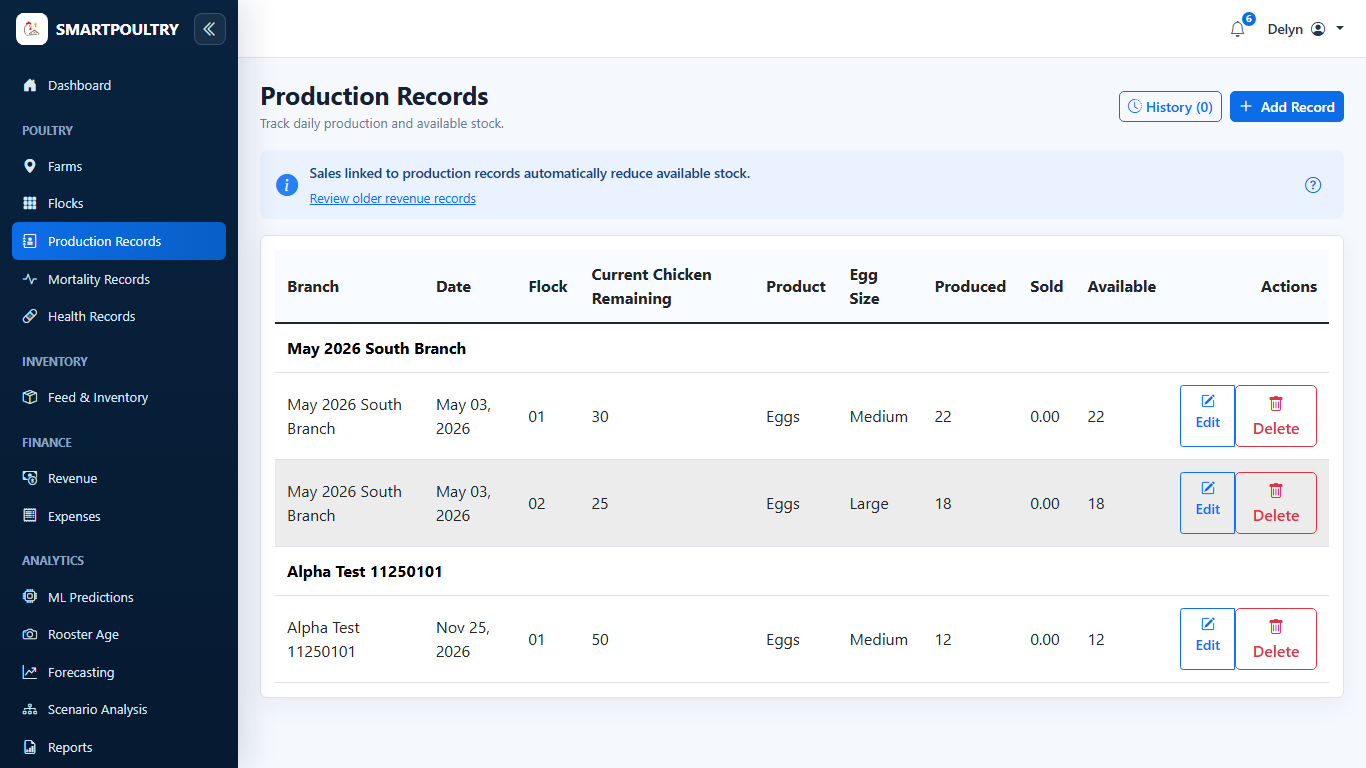 SMARTPOULTRY
Dashboard
POULTRY
Farms
Flocks
Production Records
Mortality Records
Health Records
INVENTORY
Feed & Inventory
FINANCE
Revenue
Expenses
ANALYTICS
ML Predictions
Rooster Age
Forecasting
Scenario Analysis
Reports
6
Delyn
Production Records
Track daily production and available stock.
History (0)
+ Add Record
Sales linked to production records automatically reduce available stock.
Review older revenue records
Branch Date Flock Current Chicken Remaining Product Egg Size Produced Sold Available Actions
May 2026 South Branch
May 2026 South Branch May 03, 2026 01 30 Eggs Medium 22 0.00 22 Edit Delete
May 2026 South Branch May 03, 2026 02 25 Eggs Large 18 0.00 18 Edit Delete
Alpha Test 11250101
Alpha Test 11250101 Nov 25, 2026 01 50 Eggs Medium 12 0.00 12 Edit Delete